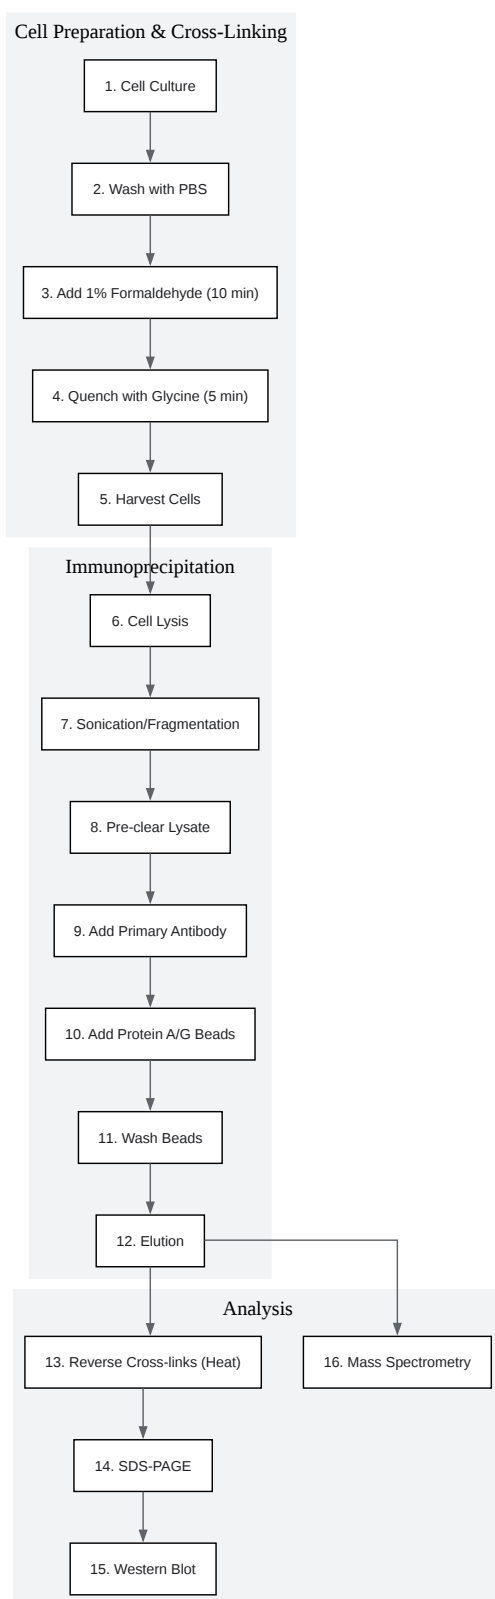 Cell Preparation & Cross-Linking
1. Cell Culture
2. Wash with PBS
3. Add 1% Formaldehyde (10 min)
4. Quench with Glycine (5 min)
5. Harvest Cells
Immunoprecipitation
6. Cell Lysis
7. Sonication/Fragmentation
8. Pre-clear Lysate
9. Add Primary Antibody
10. Add Protein A/G Beads
11. Wash Beads
12. Elution
Analysis
13. Reverse Cross-links (Heat)
16. Mass Spectrometry
14. SDS-PAGE
15. Western Blot